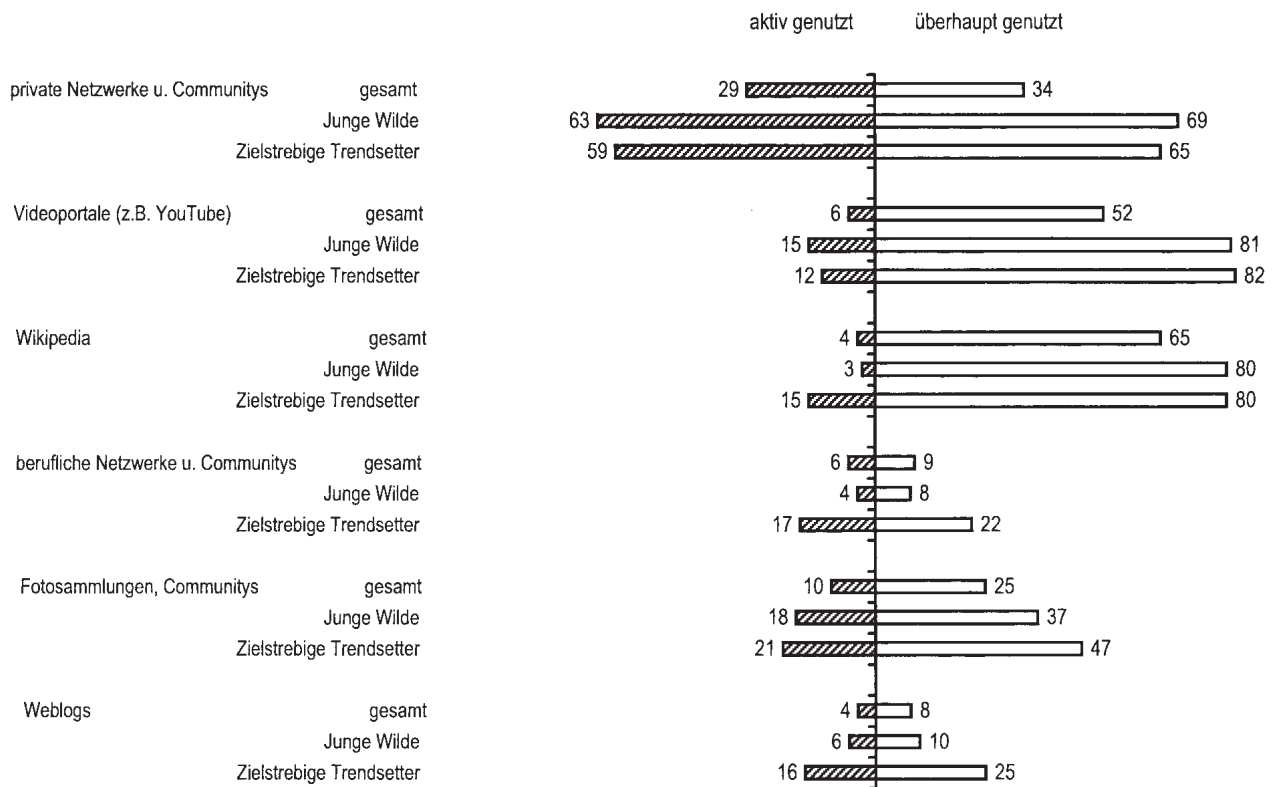 aktiv genutzt überhaupt genutzt
private Netzwerke u. Communitys gesamt 29 34
Junge Wilde 63 69
Zielstrebige Trendsetter 59 65
Videoportale (z.B. YouTube) gesamt 6 52
Junge Wilde 15 81
Zielstrebige Trendsetter 12 82
Wikipedia gesamt 4 65
Junge Wilde 3 80
Zielstrebige Trendsetter 15 80
berufliche Netzwerke u. Communitys gesamt 6 9
Junge Wilde 4 8
Zielstrebige Trendsetter 17 22
Fotosammlungen, Communitys gesamt 10 25
Junge Wilde 18 37
Zielstrebige Trendsetter 21 47
Weblogs gesamt 4 8
Junge Wilde 6 10
Zielstrebige Trendsetter 16 25